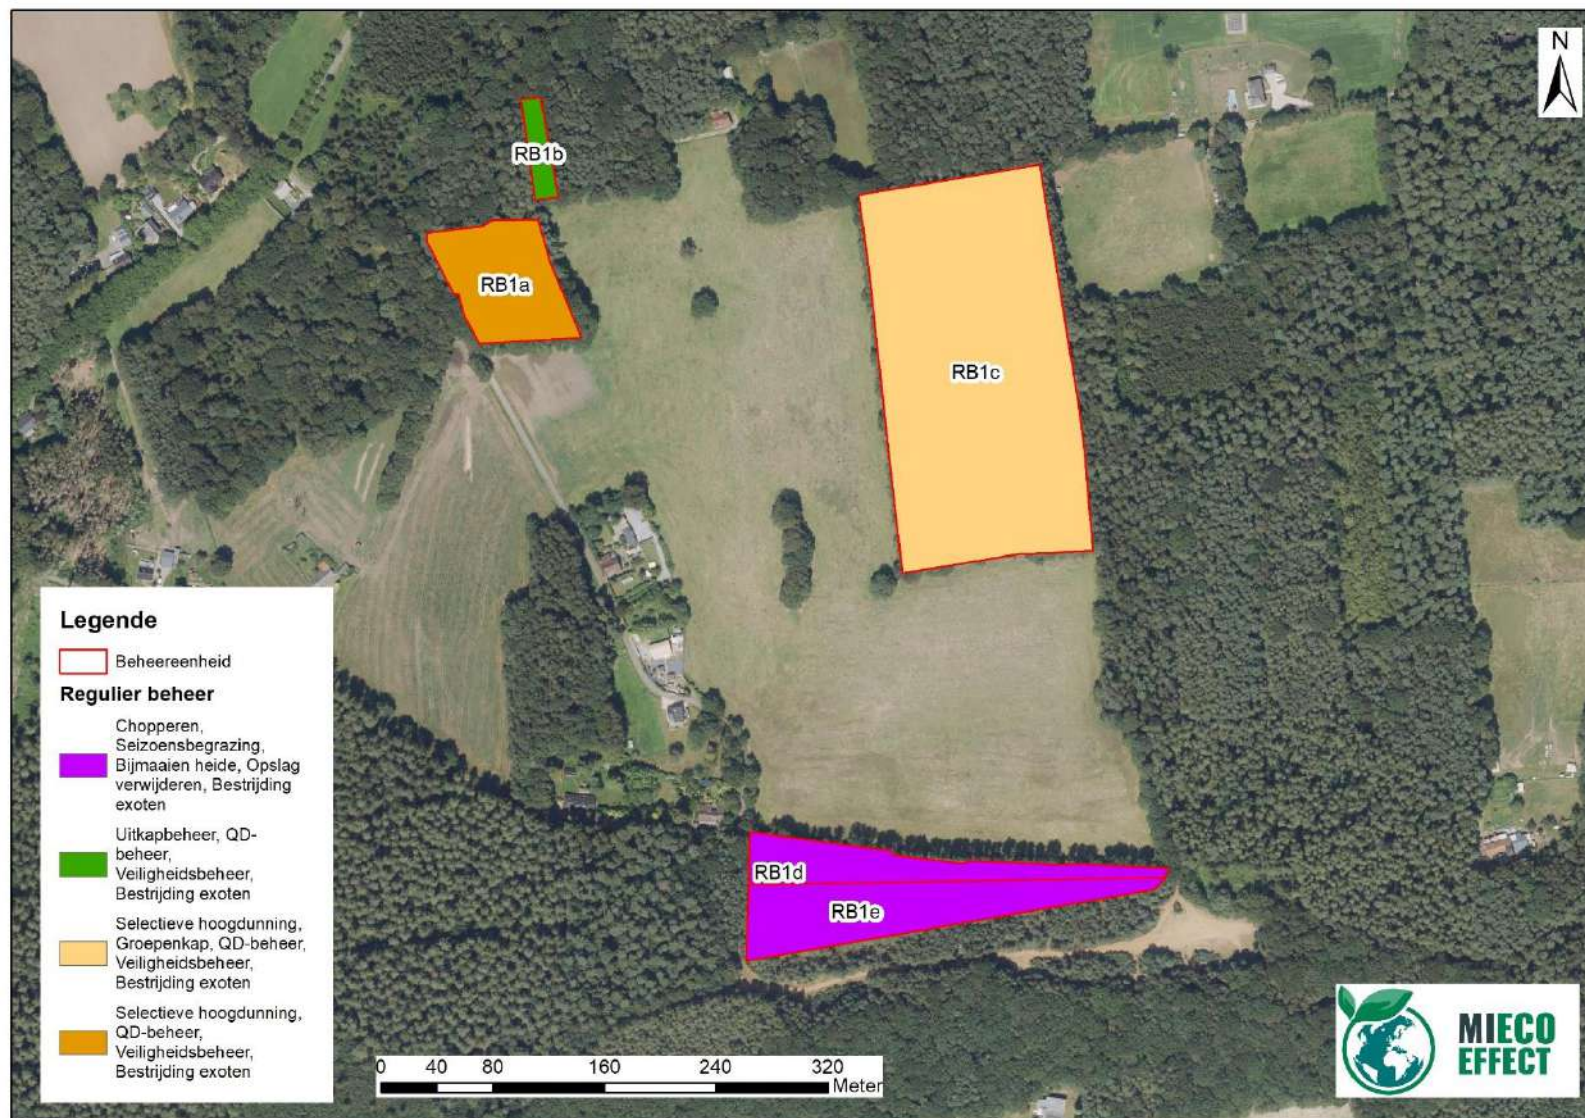 N
RB1b
RB1a
RB1c
RB1d
RB1e
Legende
Beheereenheid
Regulier beheer
Chopperen,
Seizoensbegrazing,
Bijmaaien heide, Opslag
verwijderen, Bestrijding
exoten
Uitkapbeheer, QD-
beheer,
Veiligheidsbeheer,
Bestrijding exoten
Selectieve hoogdunning,
Groepenkap, QD-beheer,
Veiligheidsbeheer,
Bestrijding exoten
Selectieve hoogdunning,
QD-beheer,
Veiligheidsbeheer,
Bestrijding exoten
0 40 80 160 240 320
Meter
MIECO
EFFECT